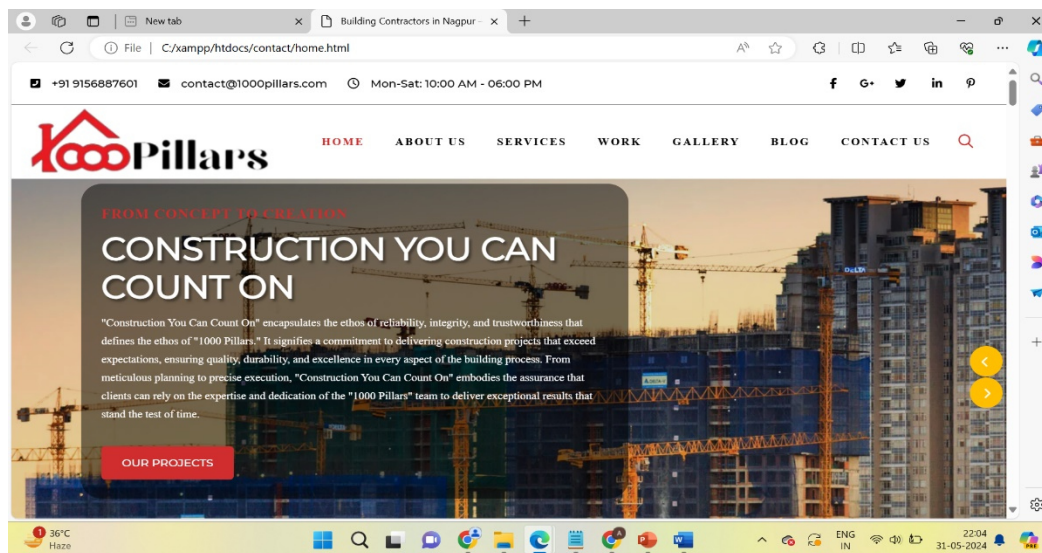 New tab
Building Contractors in Nagpur -
File | C:/xampp/htdocs/contact/home.html
+91 9156887601 contact@1000pillars.com Mon-Sat: 10:00 AM - 06:00 PM
1000Pillars
HOME ABOUT US SERVICES WORK GALLERY BLOG CONTACT US
FROM CONCEPT TO CREATION
CONSTRUCTION YOU CAN
COUNT ON
"Construction You Can Count On" encapsulates the ethos of reliability, integrity, and trustworthiness that
defines the ethos of "1000 Pillars." It signifies a commitment to delivering construction projects that exceed
expectations, ensuring quality, durability, and excellence in every aspect of the building process. From
meticulous planning to precise execution, "Construction You Can Count On" embodies the assurance that
clients can rely on the expertise and dedication of the "1000 Pillars" team to deliver exceptional results that
stand the test of time.
OUR PROJECTS
DELTA
36°C
Haze
ENG
IN
22:04
31-05-2024